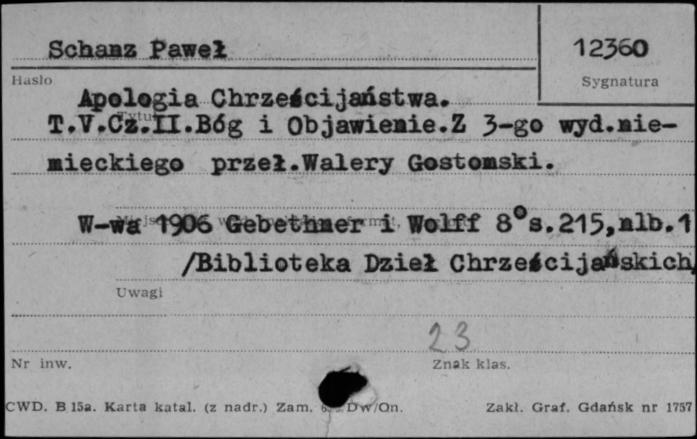 Schanz Paweł
12360
Hasło
Sygnatura
Apologia Chrześcijaństwa.
Tytuł
T.V.Cz.II.Bóg i Objawienie.Z 3-go wyd.nie-
mieckiego przeł.Walery Gostomski.
W-wa 1906 Gebethner i Wolff 8° s.215,nlb.1
/Biblioteka Dzieł Chrześcijańskich
Uwagi
23
Nr inw.
Znak klas.
CWD. B 15a. Karta katal. (z nadr.) Zam. Dw/On.
Zakł. Graf. Gdańsk nr 1757